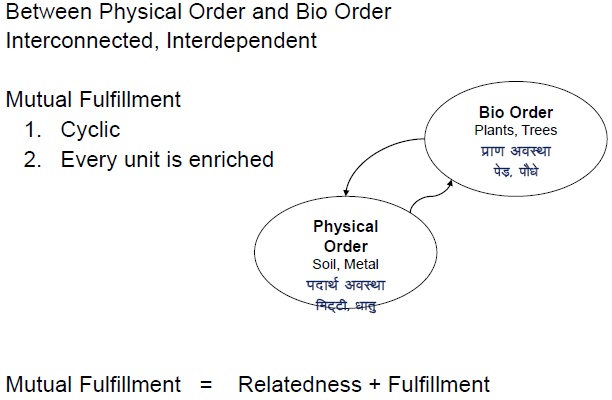 Between Physical Order and Bio Order
Interconnected, Interdependent
Mutual Fulfillment
1. Cyclic
2. Every unit is enriched
Bio Order
Plants, Trees
प्राण अवस्था
पेड़, पौधे
Physical
Order
Soil, Metal
पदार्थ अवस्था
मिट्टी, धातु
Mutual Fulfillment = Relatedness + Fulfillment